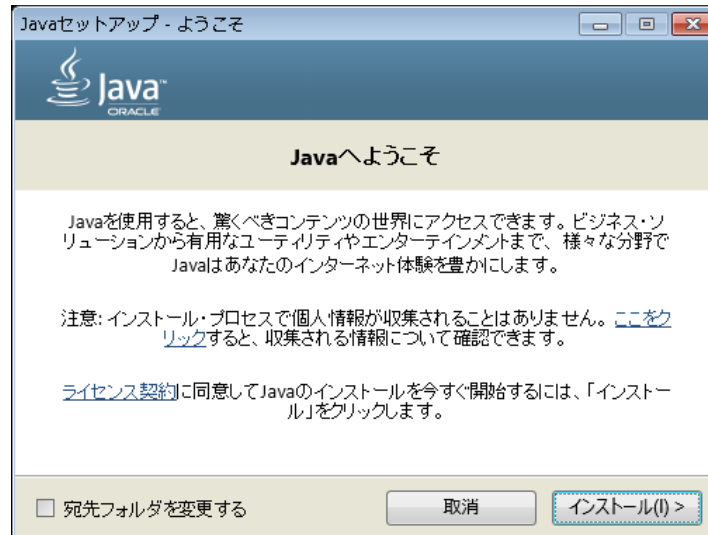 Javaセットアップ - ようこそ
Java™
ORACLE
Javaへようこそ
Javaを使用すると、驚くべきコンテンツの世界にアクセスできます。ビジネス・ソ
リューションから有用なユーティリティやエンターテインメントまで、様々な分野で
Javaはあなたのインターネット体験を豊かにします。
注意: インストール・プロセスで個人情報が収集されることはありません。ここをク
リックすると、収集される情報について確認できます。
ライセンス契約に同意してJavaのインストールを今すぐ開始するには、「インストー
ル」をクリックします。
宛先フォルダを変更する
取消
インストール(I) >